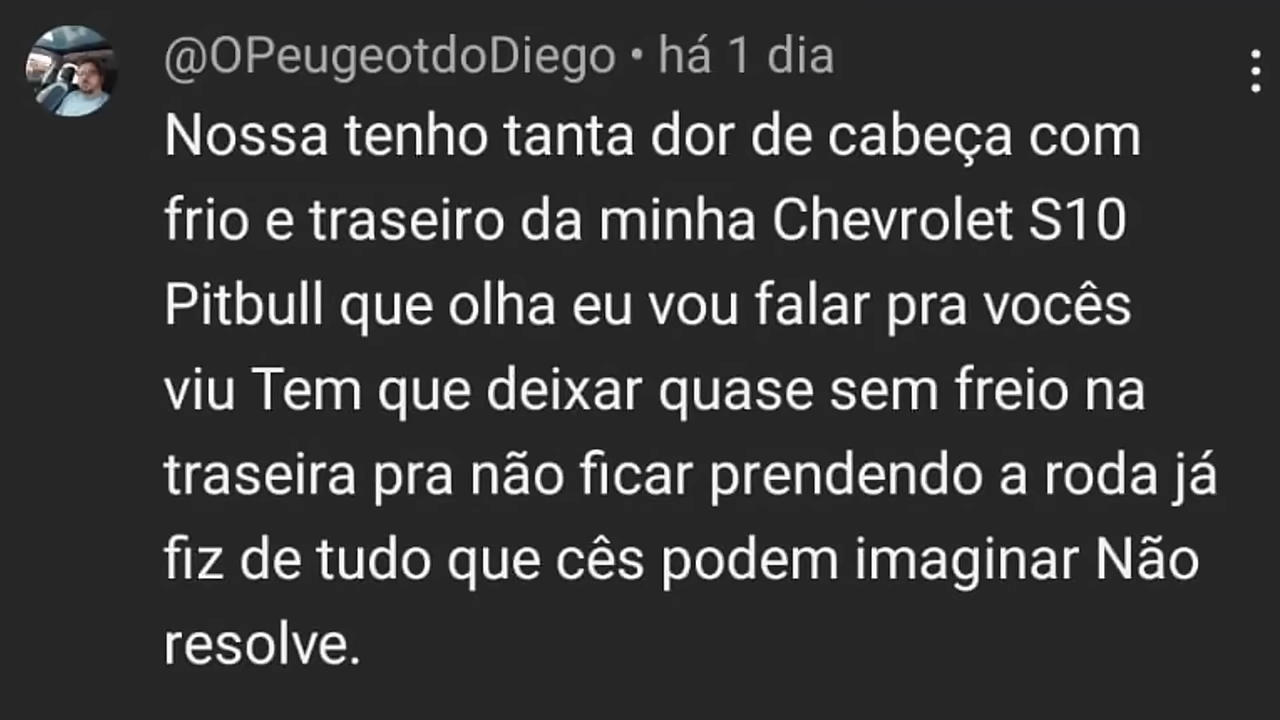 @OPeugeotdoDiego • há 1 dia
Nossa tenho tanta dor de cabeça com
frio e traseiro da minha Chevrolet S10
Pitbull que olha eu vou falar pra vocês
viu Tem que deixar quase sem freio na
traseira pra não ficar prendendo a roda já
fiz de tudo que cês podem imaginar Não
resolve.